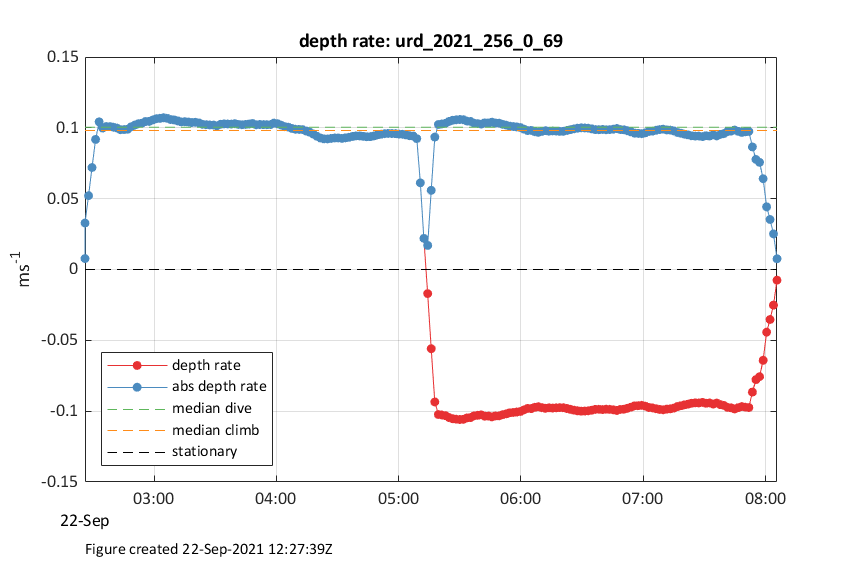 depth rate: urd_2021_256_0_69
0.15
0.1
0.05
0
-0.05
-0.1
-0.15
ms-1
depth rate
abs depth rate
median dive
median climb
stationary
03:00 04:00 05:00 06:00 07:00 08:00
22-Sep
Figure created 22-Sep-2021 12:27:39Z